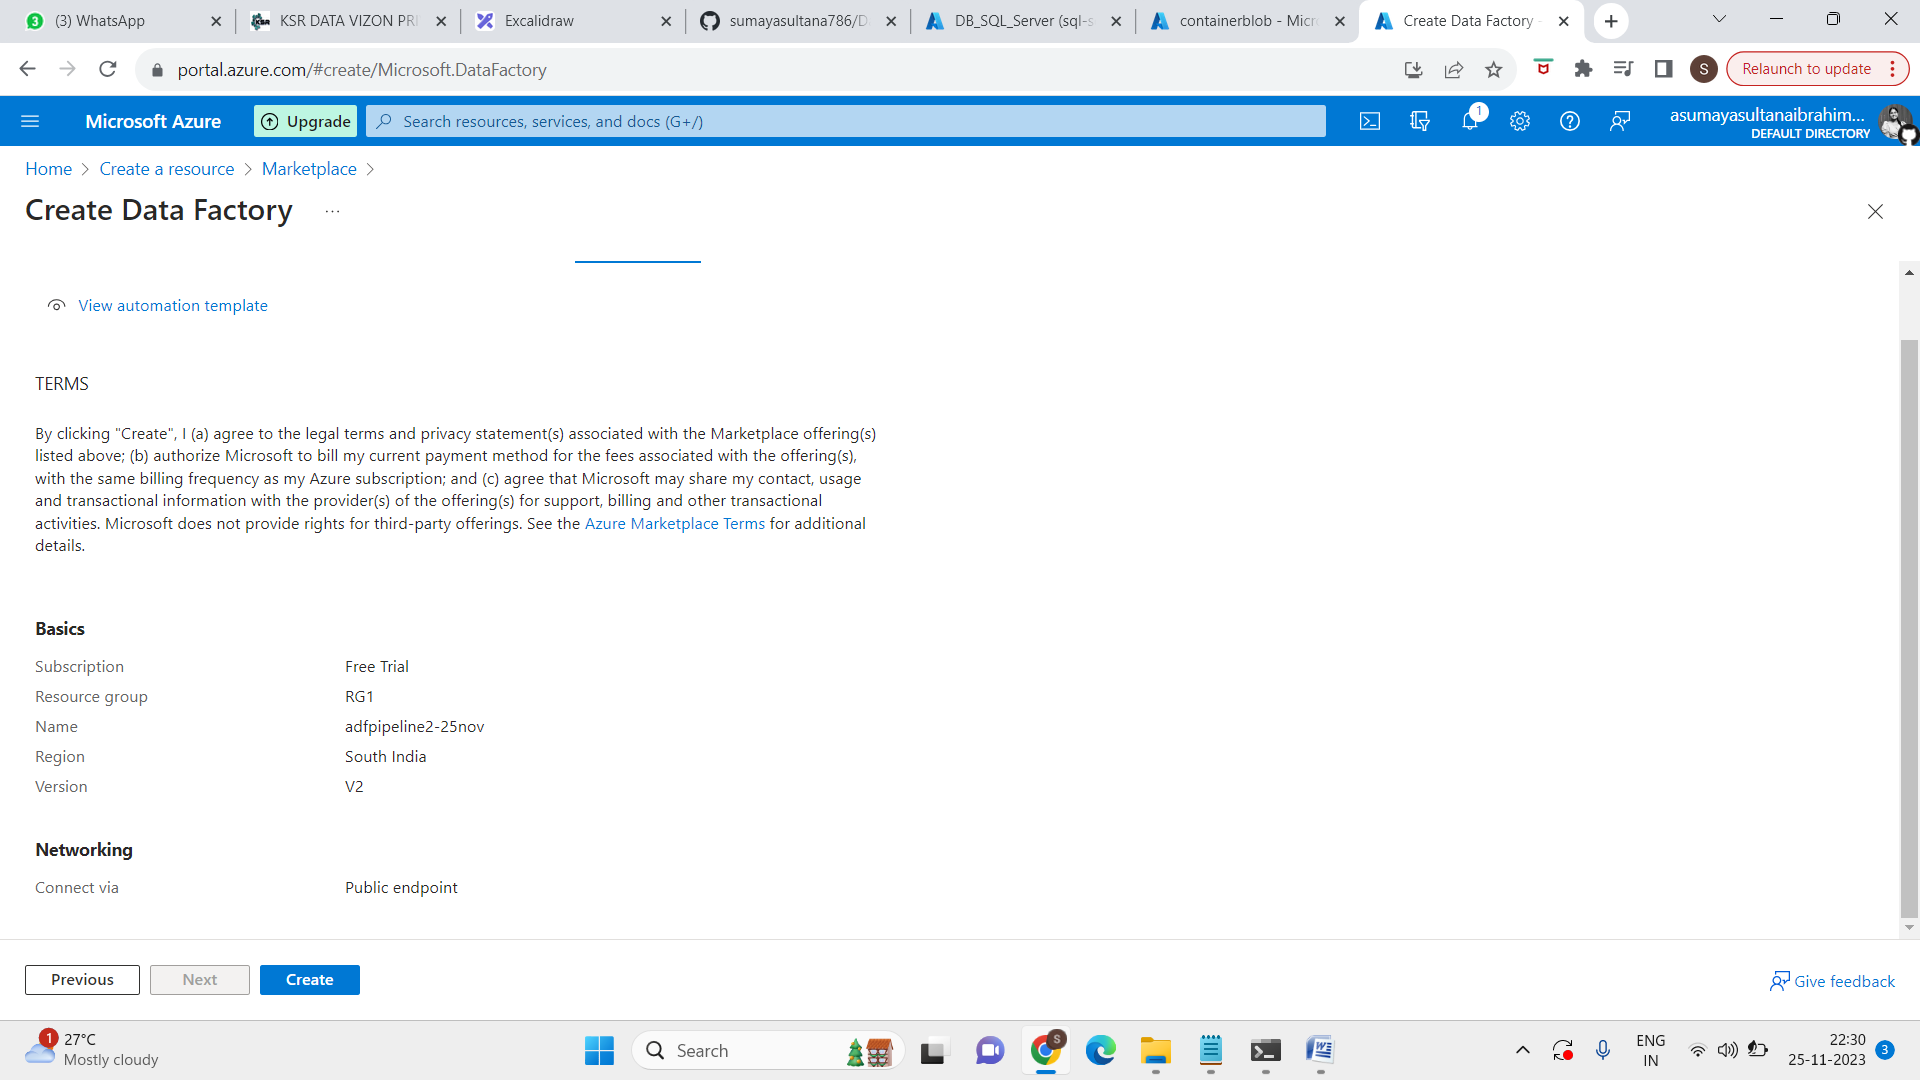 3 (3) WhatsApp
KSR KSR DATA VIZON PRI
Excalidraw
sumayasultana786/D
DB_SQL_Server (sql-s
containerblob - Micr
Create Data Factory -
portal.azure.com/#create/Microsoft.DataFactory
S
Relaunch to update
Microsoft Azure
Upgrade
Search resources, services, and docs (G+/)
1
asumayasultanaibrahim...
DEFAULT DIRECTORY
Home > Create a resource > Marketplace >
Create Data Factory ...
View automation template
TERMS
By clicking "Create", I (a) agree to the legal terms and privacy statement(s) associated with the Marketplace offering(s)
listed above; (b) authorize Microsoft to bill my current payment method for the fees associated with the offering(s),
with the same billing frequency as my Azure subscription; and (c) agree that Microsoft may share my contact, usage
and transactional information with the provider(s) of the offering(s) for support, billing and other transactional
activities. Microsoft does not provide rights for third-party offerings. See the Azure Marketplace Terms for additional
details.
Basics
Subscription Free Trial
Resource group RG1
Name adfpipeline2-25nov
Region South India
Version V2
Networking
Connect via Public endpoint
Previous
Next
Create
Give feedback
1
27°C
Mostly cloudy
Search
S
ENG
IN
22:30
25-11-2023
3